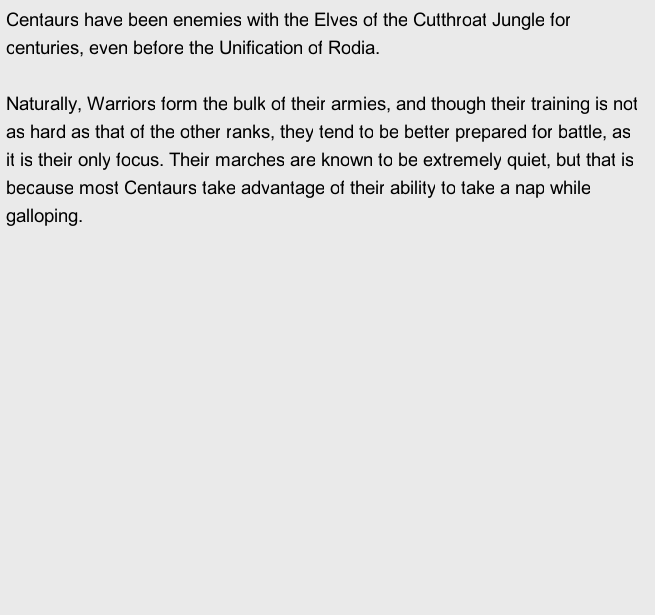 Centaurs have been enemies with the Elves of the Cutthroat Jungle for
centuries, even before the Unification of Rodia.
Naturally, Warriors form the bulk of their armies, and though their training is not
as hard as that of the other ranks, they tend to be better prepared for battle, as
it is their only focus. Their marches are known to be extremely quiet, but that is
because most Centaurs take advantage of their ability to take a nap while
galloping.